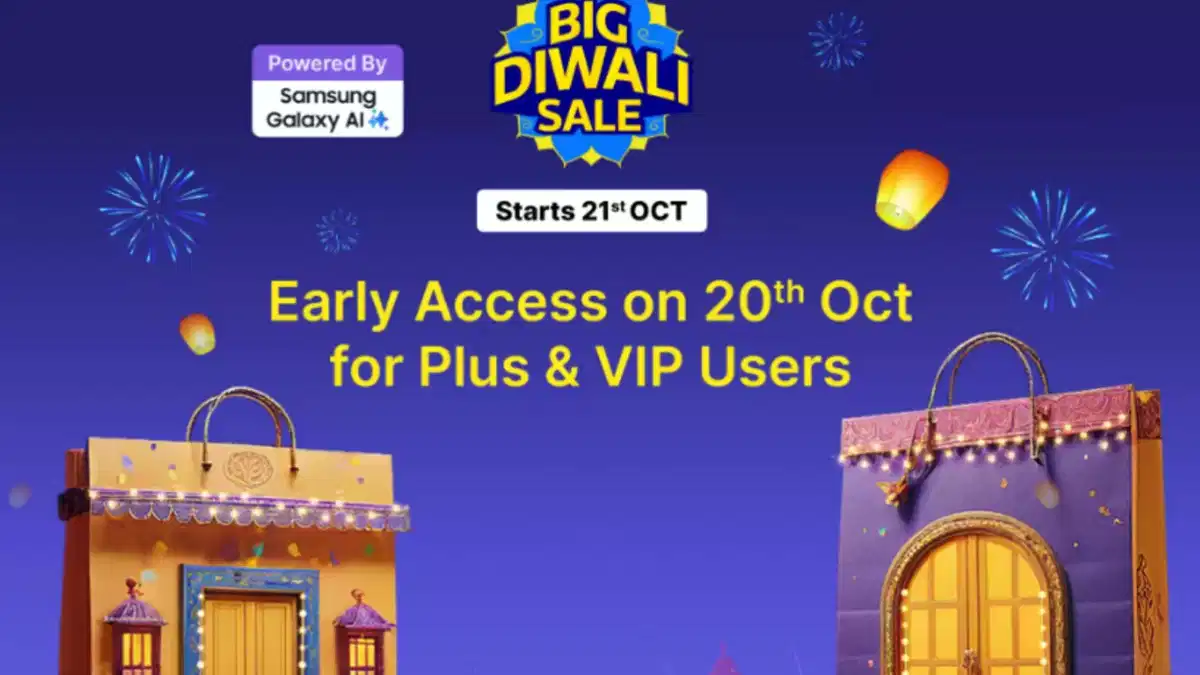 Powered By
Samsung
Galaxy AI
BIG
DIWALI
SALE
Starts 21st OCT
Early Access on 20th Oct
for Plus & VIP Users